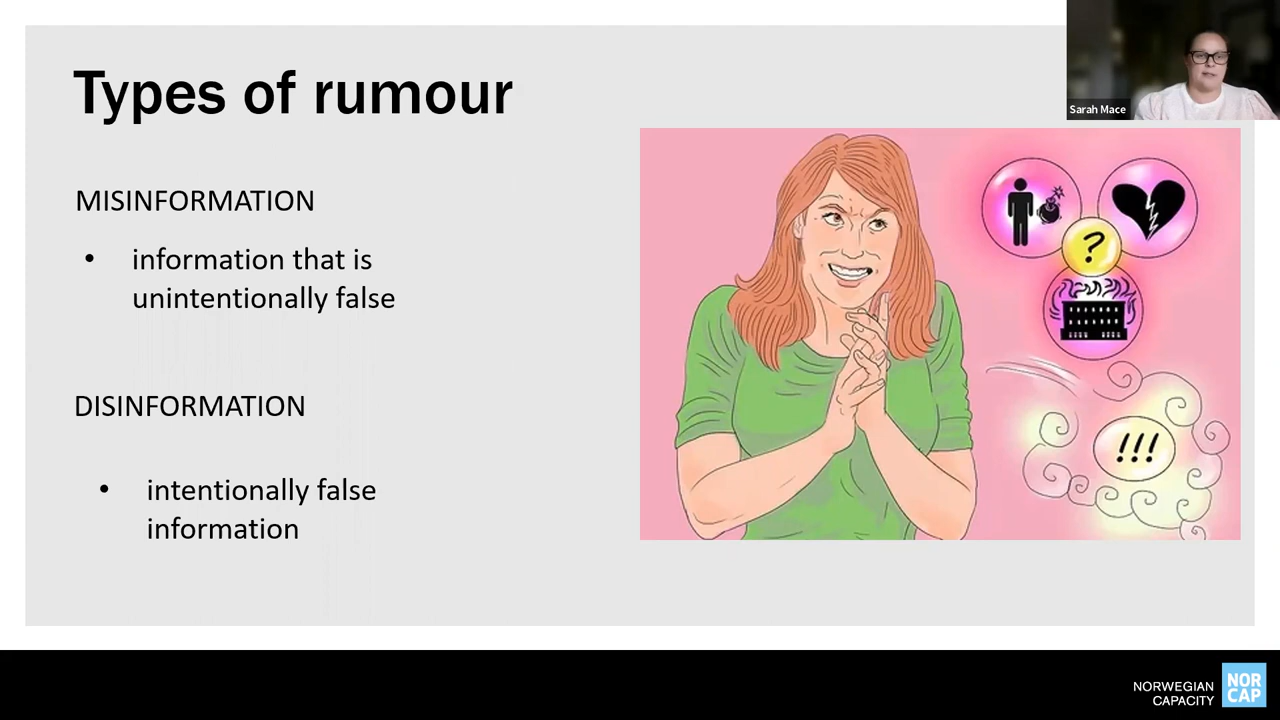 Types of rumour
Sarah Mace
MISINFORMATION
• information that is
unintentionally false
?
DISINFORMATION
!!!
• intentionally false
information
NORWEGIAN
CAPACITY
NOR
CAP